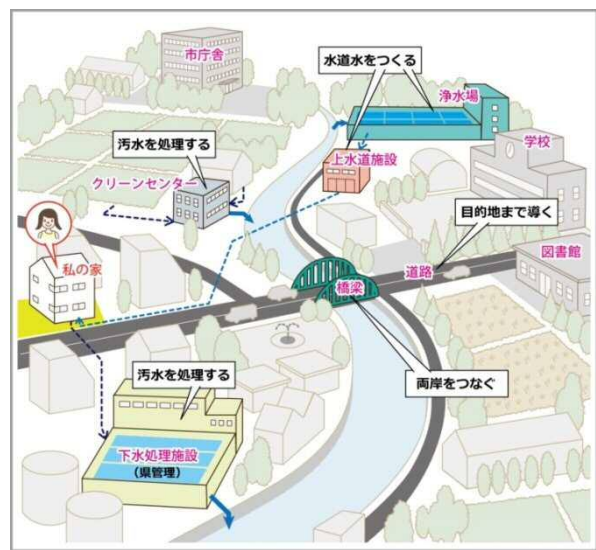 市庁舎
水道水をつくる
浄水場
汚水を処理する
上水道施設
学校
クリーンセンター
目的地まで導く
図書館
私の家
道路
橋梁
汚水を処理する
両岸をつなぐ
下水処理施設
(県管理)